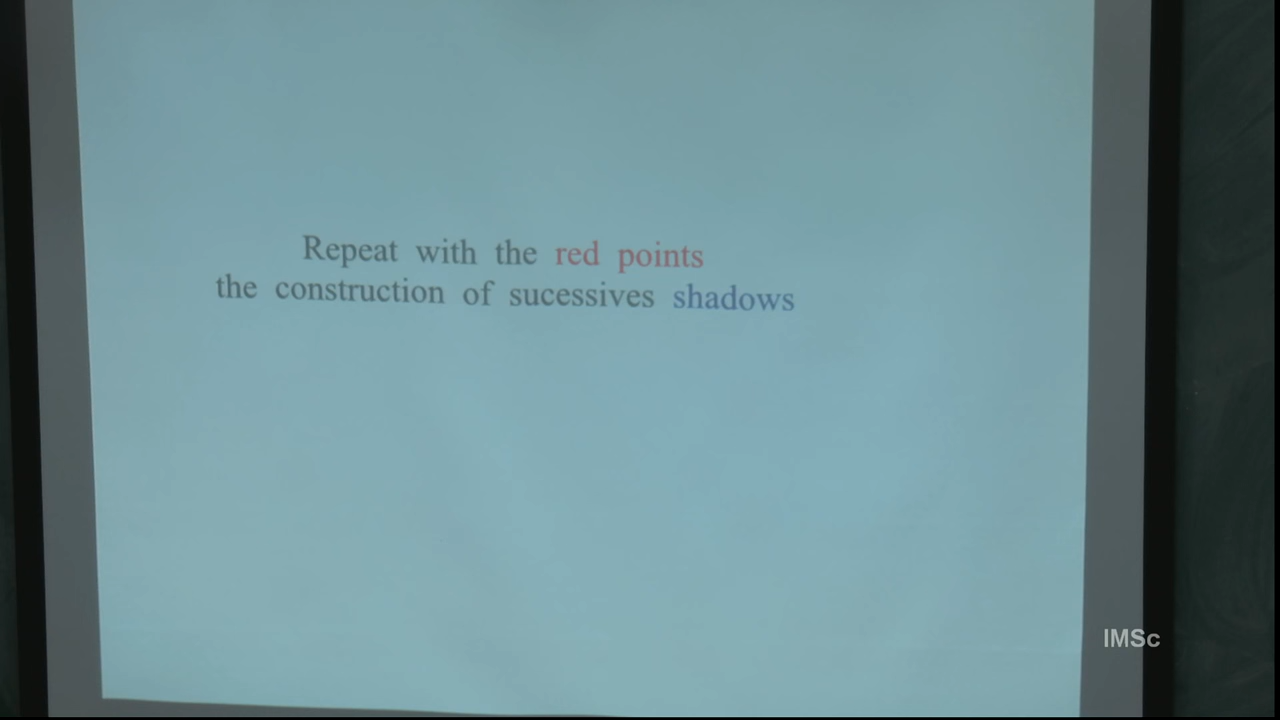 Repeat with the red points
the construction of sucessives shadows
IMSc